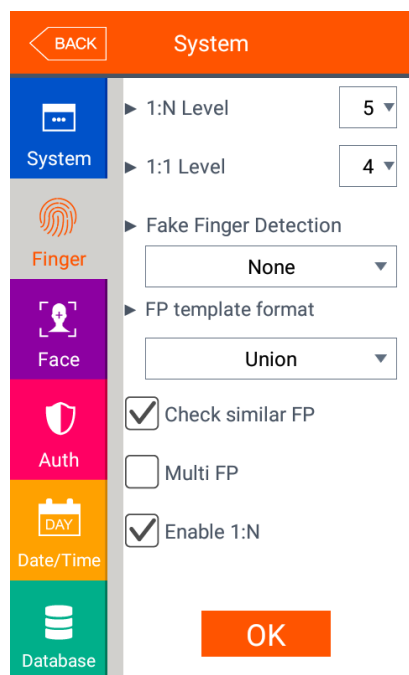 BACK
System
System
Finger
Face
Auth
DAY
Date/Time
Database
1:N Level
5
1:1 Level
4
Fake Finger Detection
None
FP template format
Union
Check similar FP
Multi FP
Enable 1:N
OK